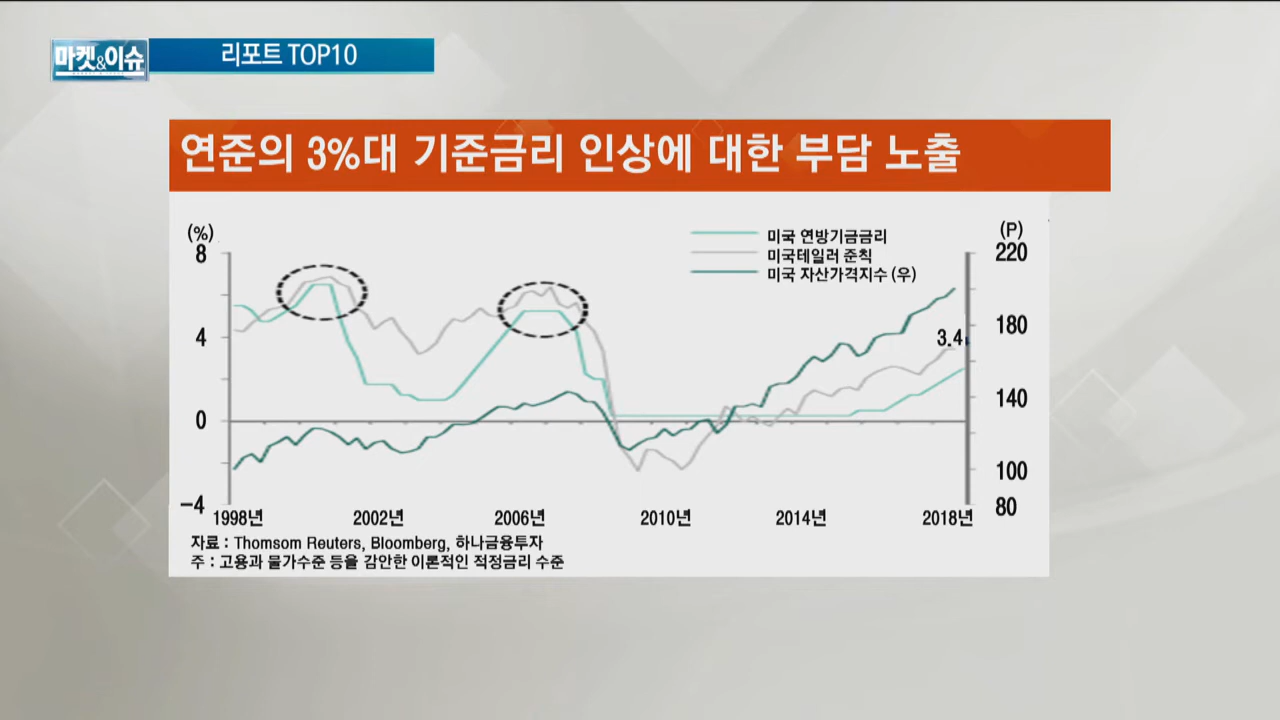 마켓&이슈
리포트 TOP10
연준의 3%대 기준금리 인상에 대한 부담 노출
(%)
(P)
미국 연방기금금리
미국테일러 준칙
미국 자산가격지수 (우)
8
4
0
-4
220
180
140
100
80
3.4
1998년 2002년 2006년 2010년 2014년 2018년
자료 : Thomsom Reuters, Bloomberg, 하나금융투자
주 : 고용과 물가수준 등을 감안한 이론적인 적정금리 수준